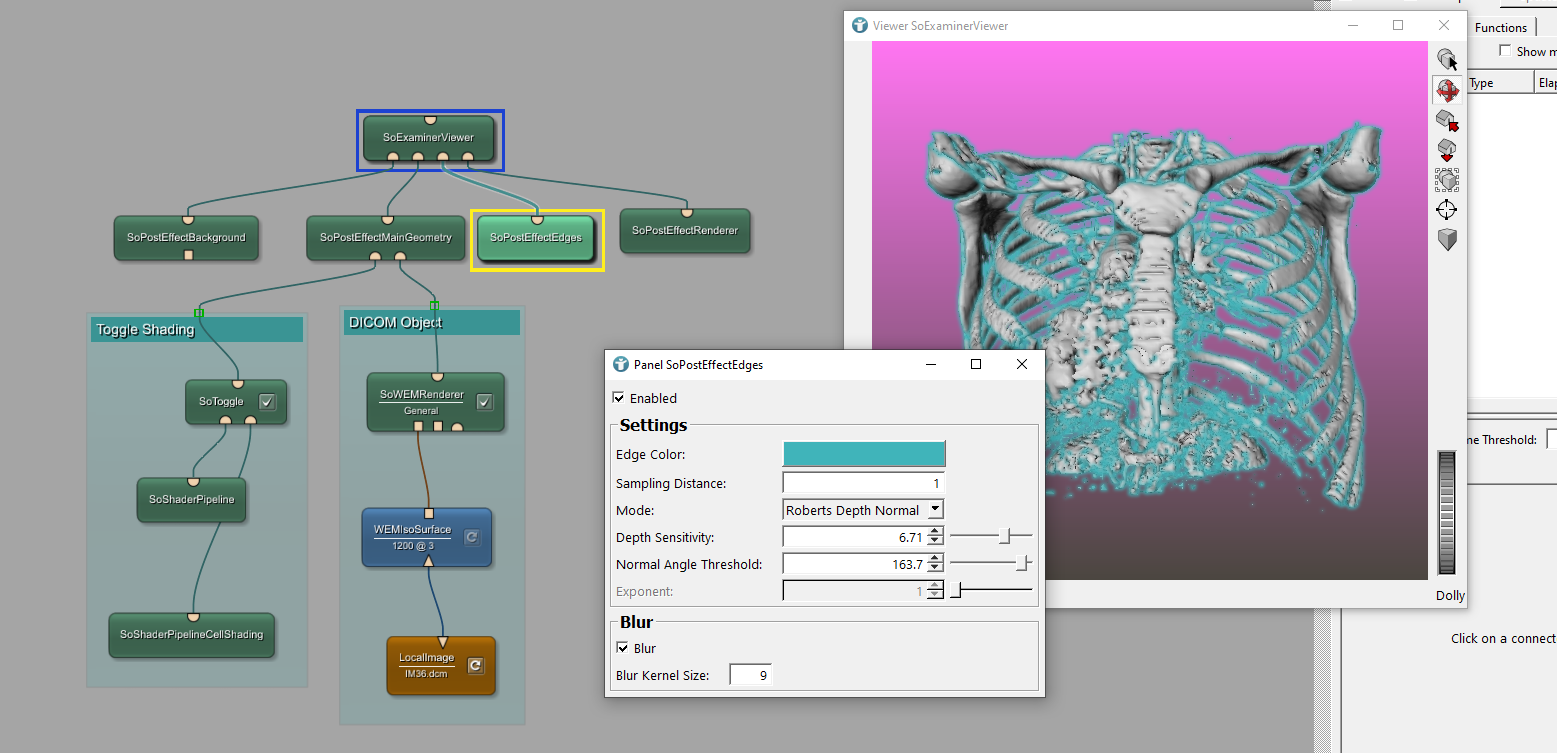 Viewer SoExaminerViewer
Functions
Show
Type
SoExaminerViewer
SoPostEffectBackground
SoPostEffectMainGeometry
SoPostEffectEdges
SoPostEffectRenderer
Toggle Shading
DICOM Object
SoToggle
SoWEMRenderer
General
SoShaderPipeline
WEMIsoSurface
1200 @ 3
SoShaderPipelineCellShading
LocalImage
IM36.dcm
Panel SoPostEffectEdges
Enabled
Settings
Edge Color:
Sampling Distance: 1
Mode: Roberts Depth Normal
Depth Sensitivity: 6.71
Normal Angle Threshold: 163.7
Exponent: 1
Blur
Blur
Blur Kernel Size: 9
Threshold:
Dolly
Click on a connect